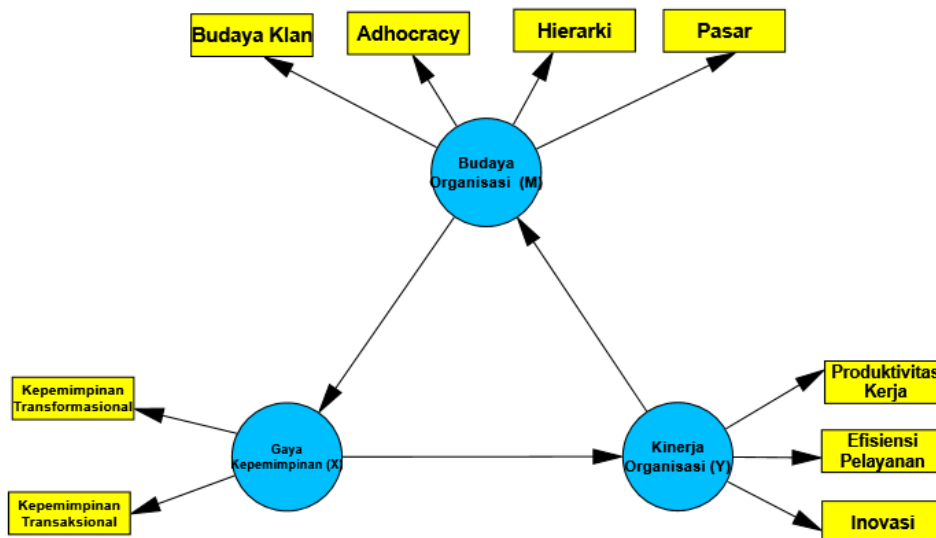 Budaya Klan
Adhocracy
Hierarki
Pasar
Budaya
Organisasi (M)
Kepemimpinan
Transformasional
Kepemimpinan
Transaksional
Gaya
Kepemimpinan (X)
Kinerja
Organisasi (Y)
Produktivitas
Kerja
Efisiensi
Pelayanan
Inovasi